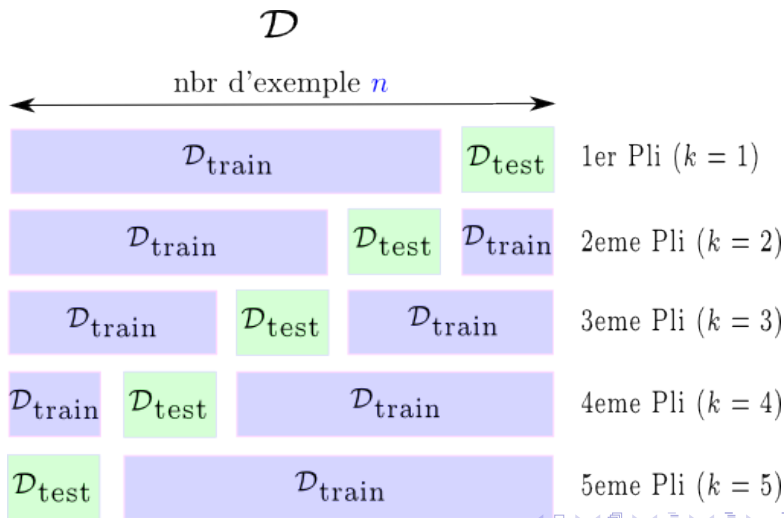 𝒟
nbr d'exemple n
𝒟train 𝒟test 1er Pli (k = 1)
𝒟train 𝒟test 𝒟train 2eme Pli (k = 2)
𝒟train 𝒟test 𝒟train 3eme Pli (k = 3)
𝒟train 𝒟test 𝒟train 4eme Pli (k = 4)
𝒟test 𝒟train 5eme Pli (k = 5)